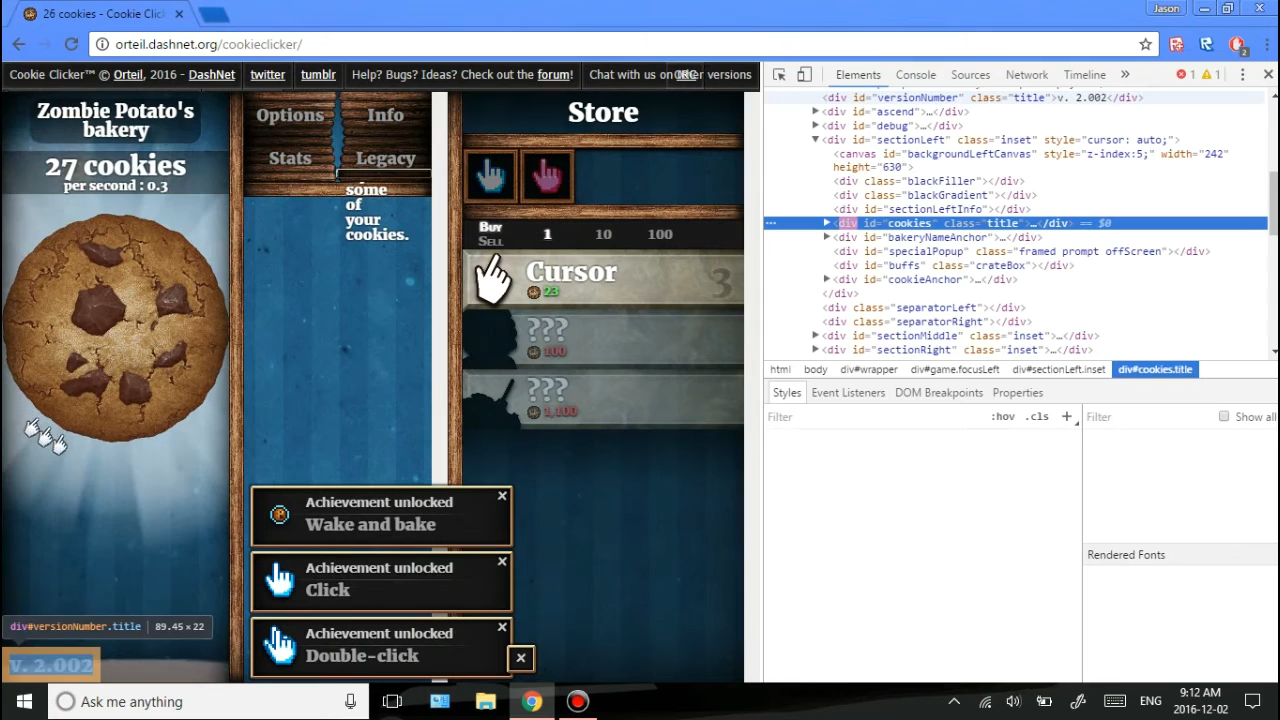 26 cookies - Cookie Clic
Jason
orteil.dashnet.org/cookieclicker/
2
Cookie Clicker™ © Orteil, 2016 - DashNet
twitter
tumblr
Help? Bugs? Ideas? Check out the forum!
Chat with us on
er versions
Zombie Potato's
bakery
27 cookies
per second : 0.3
Options
Info
Stats
Legacy
some
of
your
cookies.
Store
BUY
SELL
1
10
100
Cursor
23
3
???
100
???
1,100
Achievement unlocked
Wake and bake
Achievement unlocked
Click
Achievement unlocked
Double-click
div#versionNumber.title
89.45×22
v. 2.002
Elements
Console
Sources
Network
Timeline
»
1
1
<div id="versionNumber" class="title">v. 2.002</div>
<div id="ascend">…</div>
<div id="debug">…</div>
<div id="sectionLeft" class="inset" style="cursor: auto;">
<canvas id="backgroundLeftCanvas" style="z-index:5;" width="242"
height="630">
<div class="blackFiller"></div>
<div class="blackGradient"></div>
<div id="sectionLeftInfo"></div>
<div id="cookies" class="title">…</div> == $0
<div id="bakeryNameAnchor">…</div>
<div id="specialPopup" class="framed prompt offScreen"></div>
<div id="buffs" class="crateBox"></div>
<div id="cookieAnchor">…</div>
</div>
<div class="separatorLeft"></div>
<div class="separatorRight"></div>
<div id="sectionMiddle" class="inset">…</div>
<div id="sectionRight" class="inset">…</div>
html
body
div#wrapper
div#game.focusLeft
div#sectionLeft.inset
div#cookies.title
Styles
Event Listeners
DOM Breakpoints
Properties
Filter
:hov
.cls
+
Filter
Show all
Rendered Fonts
Ask me anything
ENG
9:12 AM
2016-12-02